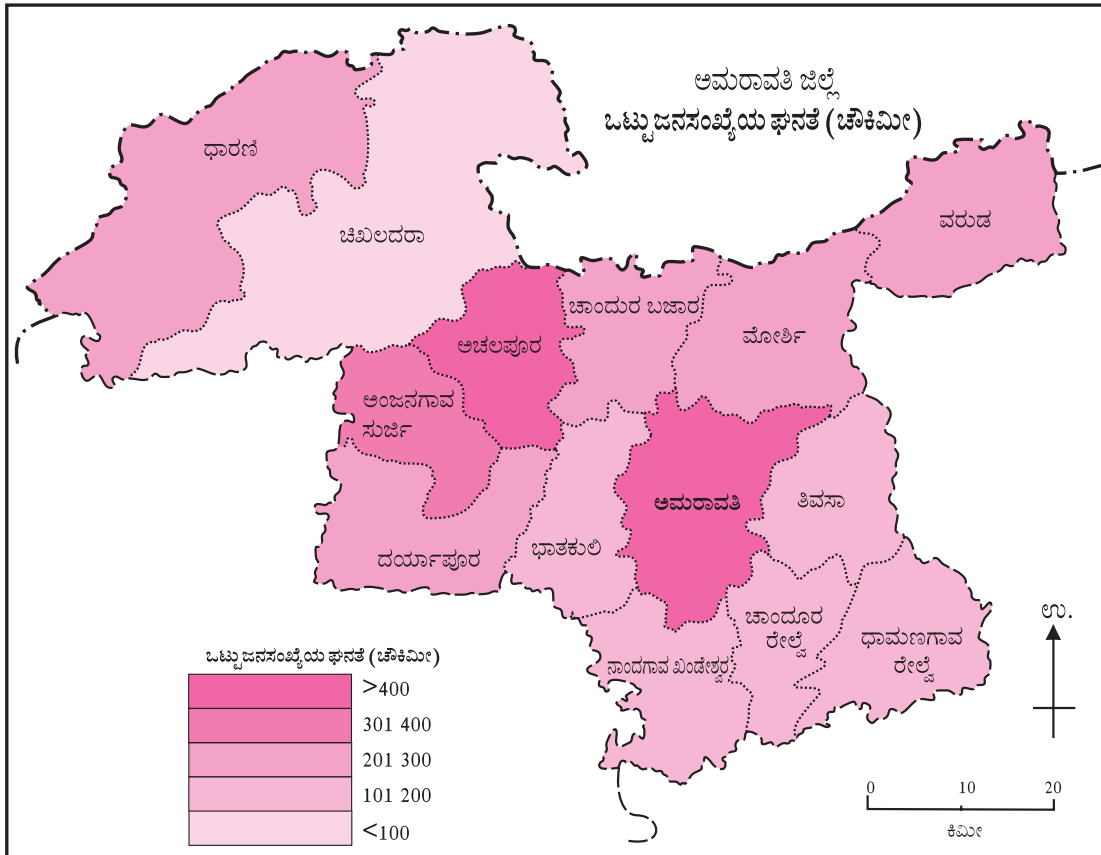 ಅಮರಾವತಿ ಜಿಲ್ಲೆ
ಒಟ್ಟು ಜನಸಂಖ್ಯೆಯ ಘನತೆ (ಚೌಕಿಮೀ)
ಧಾರಣಿ
ವರುಡ
ಚಿಖಲದರಾ
ಚಾಂದುರ ಬಜಾರ
ಮೋರ್ಶಿ
ಅಚಲಪೂರ
ಅಂಜನಗಾವ
ಸುರ್ಜಿ
ಅಮರಾವತಿ
ತಿವಸಾ
ದರ್ಯಾಪೂರ
ಭಾತಕುಲಿ
ಚಾಂದೂರ
ರೇಲ್ವೆ
ಧಾಮಣಗಾವ
ರೇಲ್ವೆ
ನಾಂದಗಾವ ಖಂಡೇಶ್ವರ
ಉ.
ಒಟ್ಟು ಜನಸಂಖ್ಯೆಯ ಘನತೆ (ಚೌಕಿಮೀ)
>400
301 400
201 300
101 200
<100
0 10 20
ಕಿಮೀ